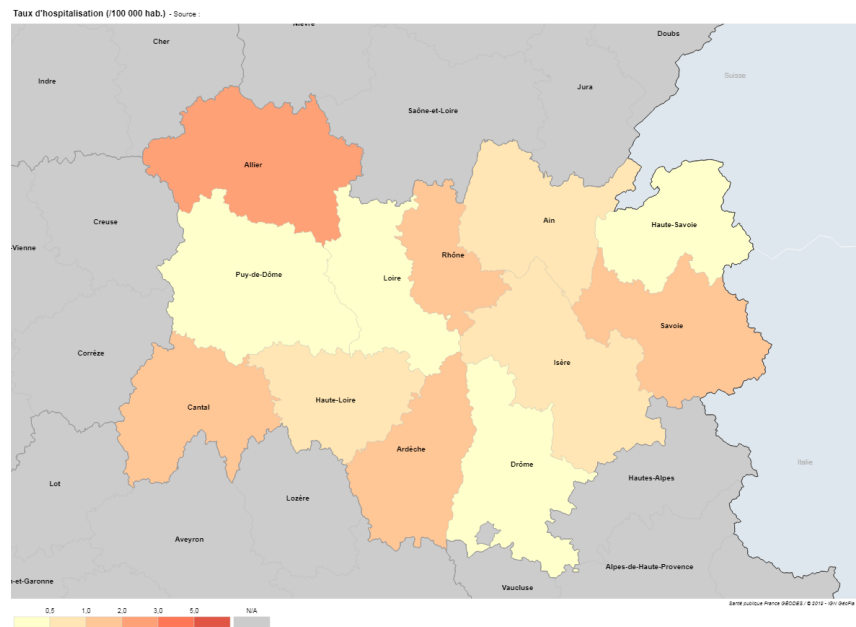 Taux d'hospitalisation (/100 000 hab.) - Source :
Nièvre
Doubs
Cher
Suisse
Indre
Jura
Saône-et-Loire
Allier
Creuse
Ain
Haute-Savoie
-Vienne
Rhône
Puy-de-Dôme
Loire
Savoie
Corrèze
Isère
Haute-Loire
Cantal
Ardèche
Drôme
Italie
Hautes-Alpes
Lot
Lozère
Aveyron
Alpes-de-Haute-Provence
n-et-Garonne
Vaucluse
Santé publique France GÉODES / © 2019 - IGN GéoFla
0,5 1,0 2,0 3,0 5,0 N/A